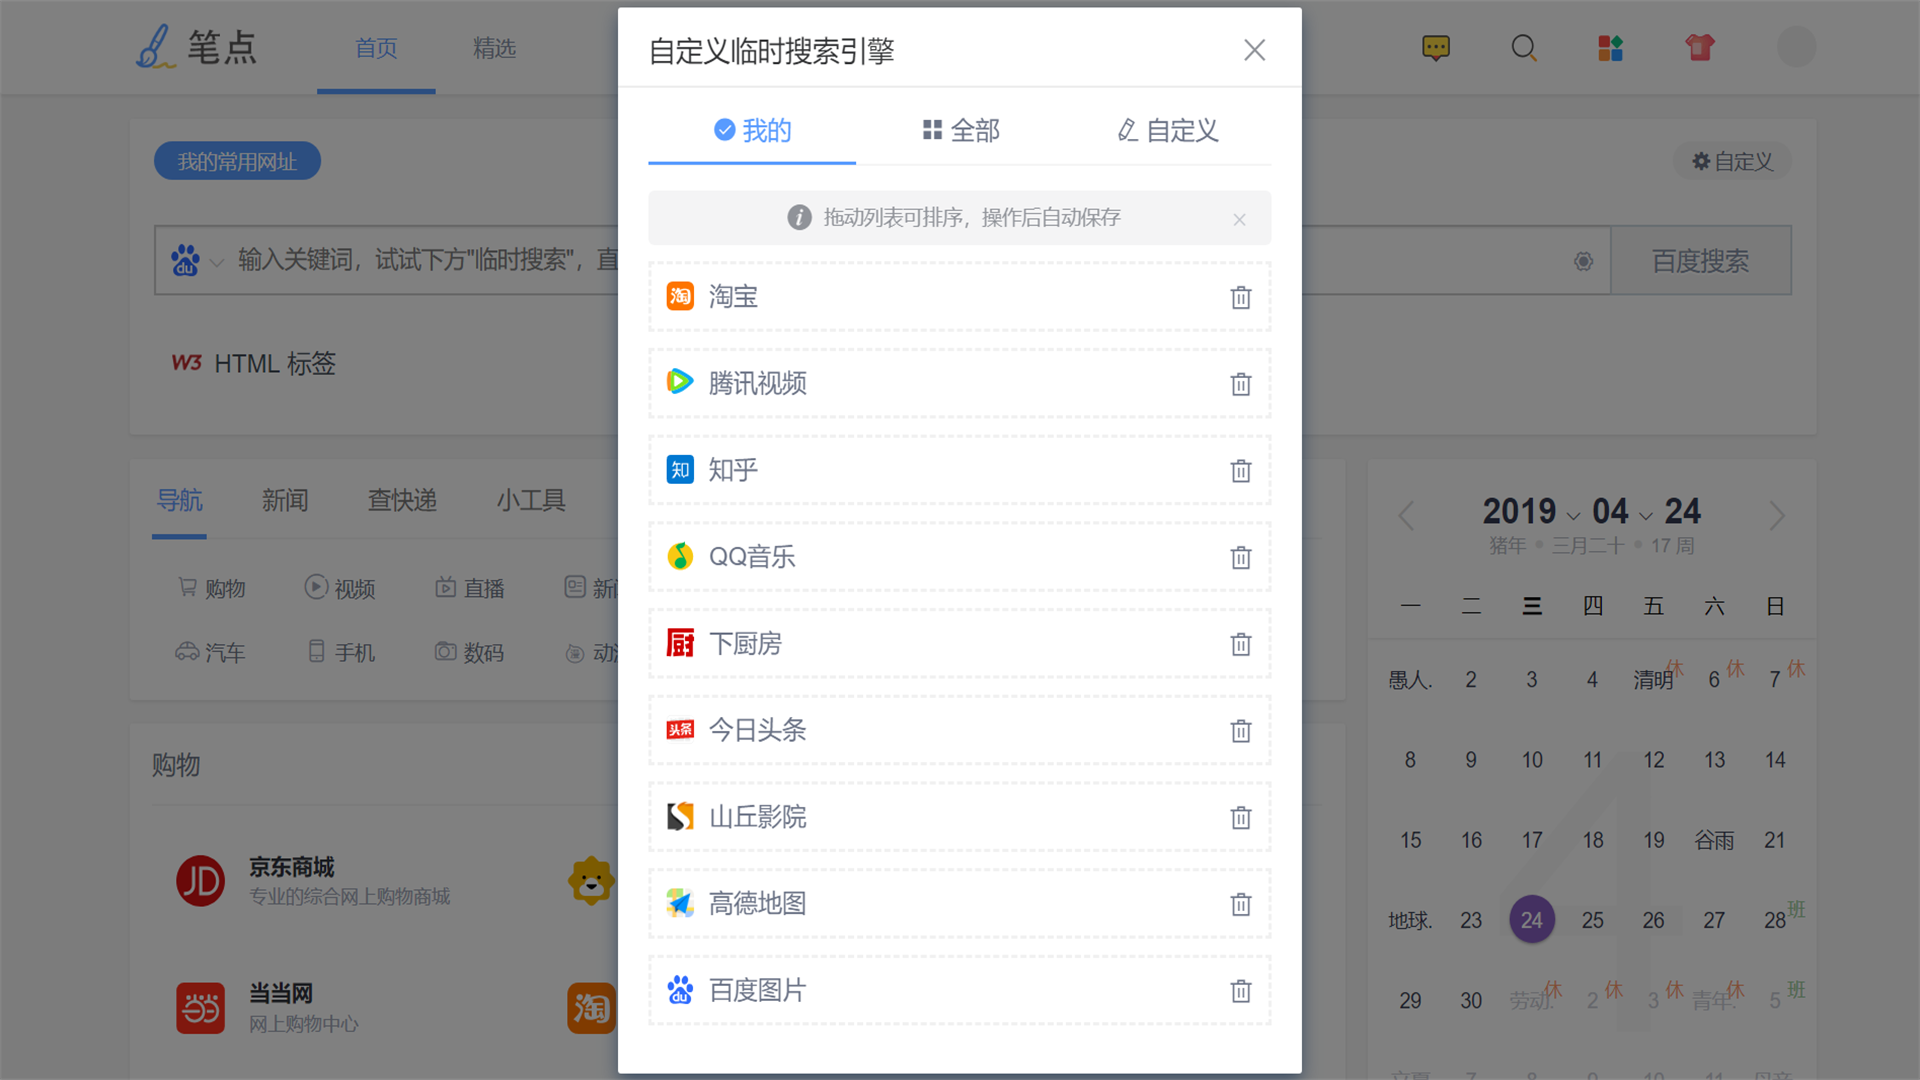 笔点
首页
精选
自定义临时搜索引擎
我的
全部
自定义
我的常用网址
自定义
拖动列表可排序，操作后自动保存
du
输入关键词，试试下方"临时搜索"，直
百度搜索
淘 淘宝
W3 HTML 标签
腾讯视频
知 知乎
导航
新闻
查快递
小工具
2019 04 24
猪年 • 三月二十 • 17 周
QQ音乐
购物
视频
直播
一 二 三 四 五 六 日
厨 下厨房
汽车
手机
数码
愚人. 2 3 4 清明 休 6 休 7 休
头条 今日头条
购物
8 9 10 11 12 13 14
山丘影院
15 16 17 18 19 谷雨 21
JD 京东商城
专业的综合网上购物商城
高德地图
地球. 23 24 25 26 27 28 班
du 百度图片
当当网
网上购物中心
淘
29 30 劳动. 休 2 休 3 休 青年. 休 5 班
4